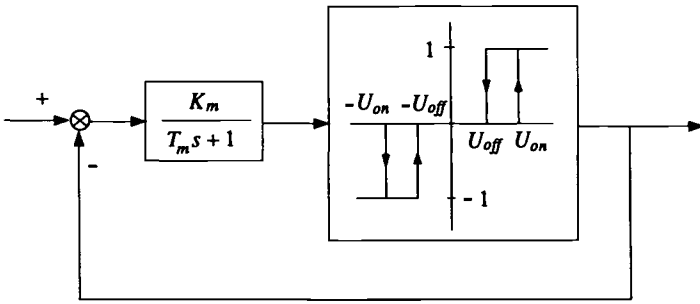 1
+
K_m
T_m s + 1
-U_on -U_off
U_off U_on
-
- 1